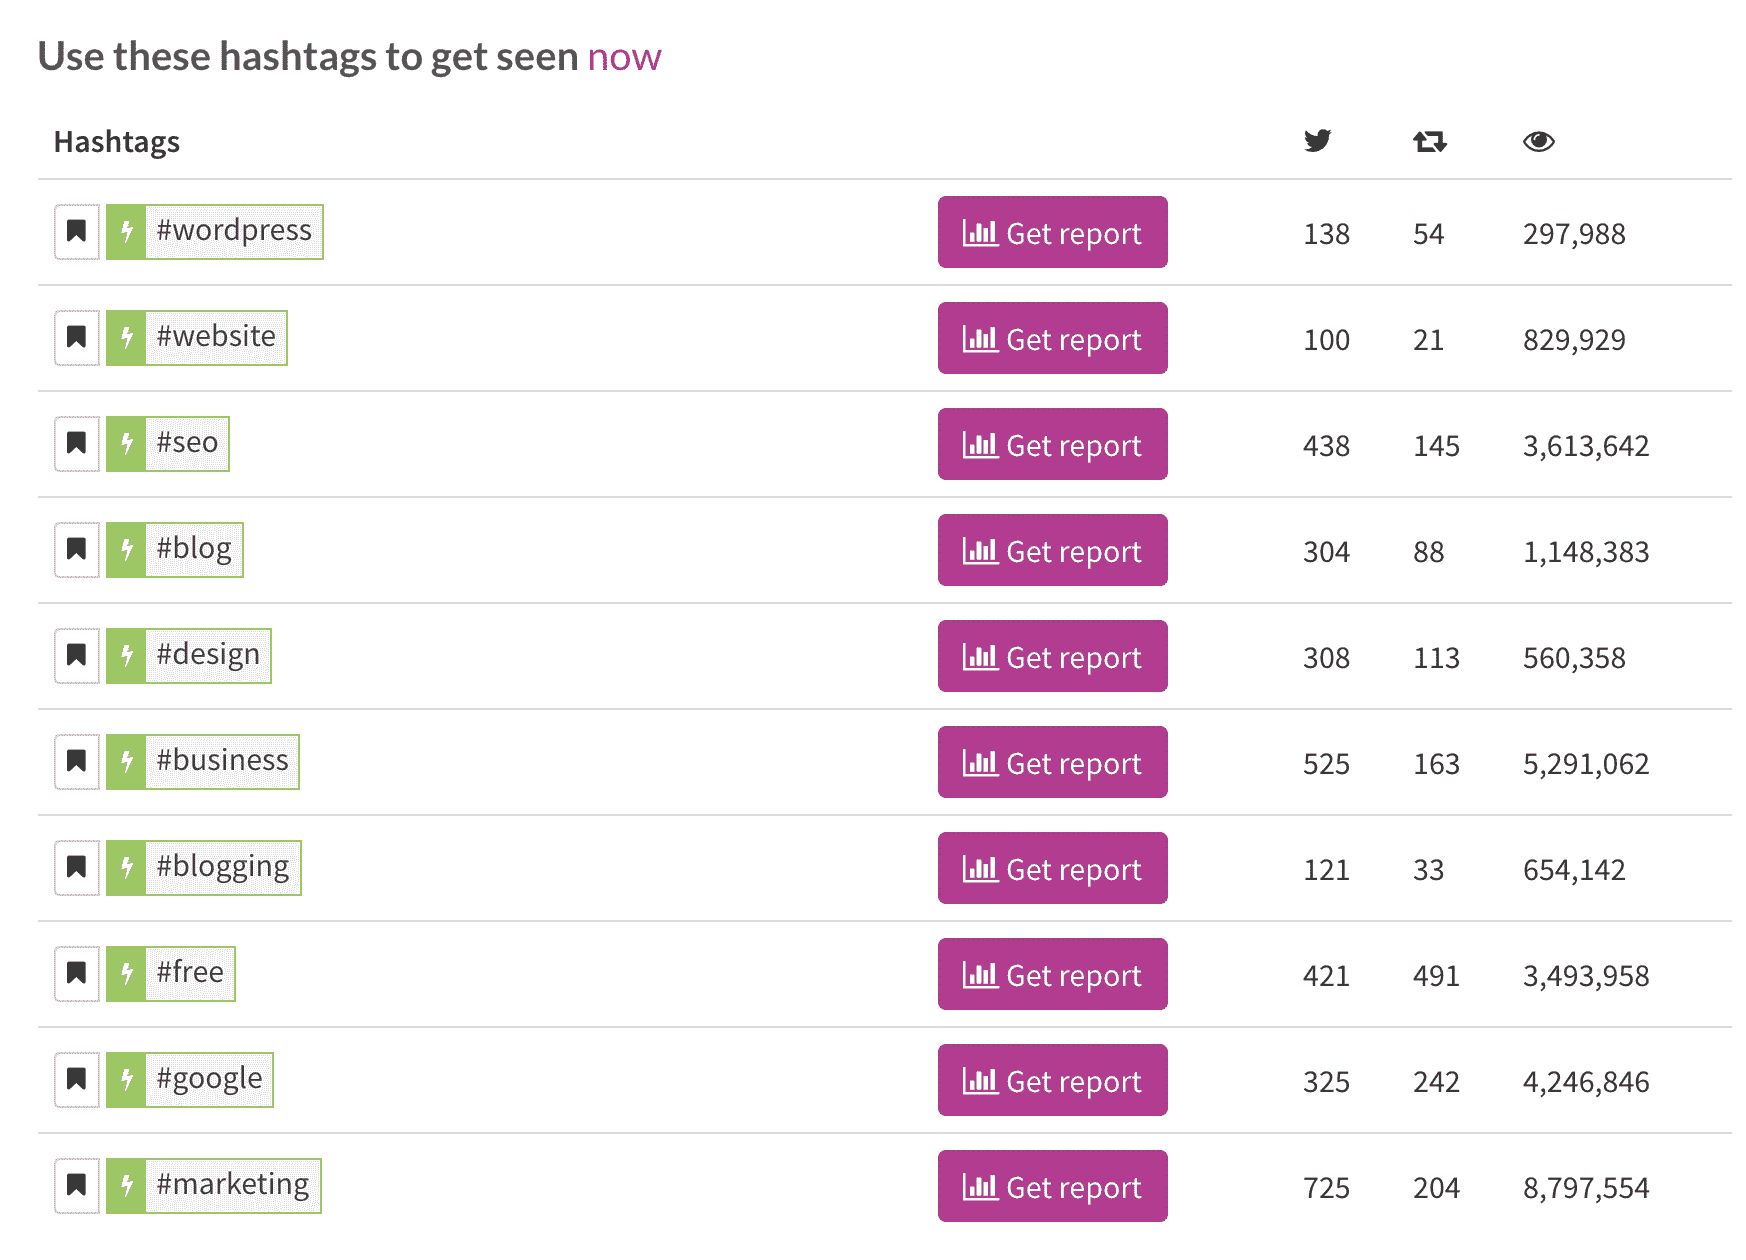 Use these hashtags to get seen now
Hashtags
#wordpress Get report 138 54 297,988
#website Get report 100 21 829,929
#seo Get report 438 145 3,613,642
#blog Get report 304 88 1,148,383
#design Get report 308 113 560,358
#business Get report 525 163 5,291,062
#blogging Get report 121 33 654,142
#free Get report 421 491 3,493,958
#google Get report 325 242 4,246,846
#marketing Get report 725 204 8,797,554